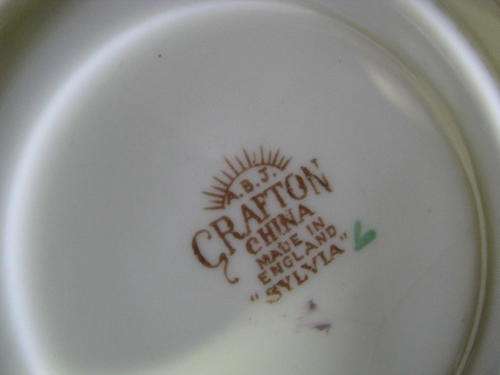 A.B.J.
GRAFTON
CHINA
MADE IN
ENGLAND
"SYLVIA"